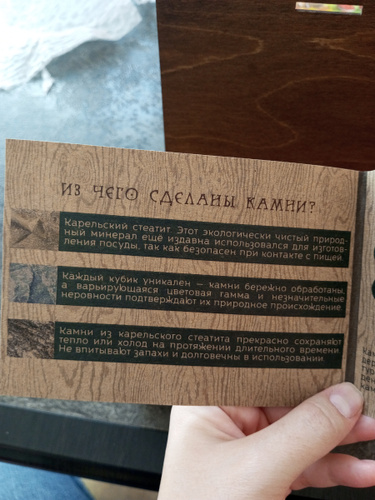 ИЗ ЧЕГО СДЕЛАНЫ КАМНИ?
Карельский стеатит. Этот экологически чистый природ-
ный минерал ещё издавна использовался для изготов-
ления посуды, так как безопасен при контакте с пищей.
Каждый кубик уникален — камни бережно обработаны,
а варьирующаяся цветовая гамма и незначительные
неровности подтверждают их природное происхождение.
Камни из карельского стеатита прекрасно сохраняют
тепло или холод на протяжении длительного времени.
Не впитывают запахи и долговечны в использовании.